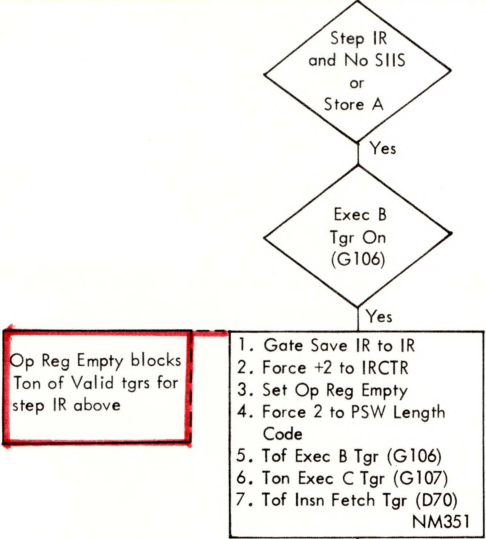 Step IR
and No SIIS
or
Store A
Yes
Exec B
Tgr On
(G106)
Yes
Op Reg Empty blocks
Ton of Valid tgrs for
step IR above
1. Gate Save IR to IR
2. Force +2 to IRCTR
3. Set Op Reg Empty
4. Force 2 to PSW Length
Code
5. Tof Exec B Tgr (G106)
6. Ton Exec C Tgr (G107)
7. Tof Insn Fetch Tgr (D70)
NM351